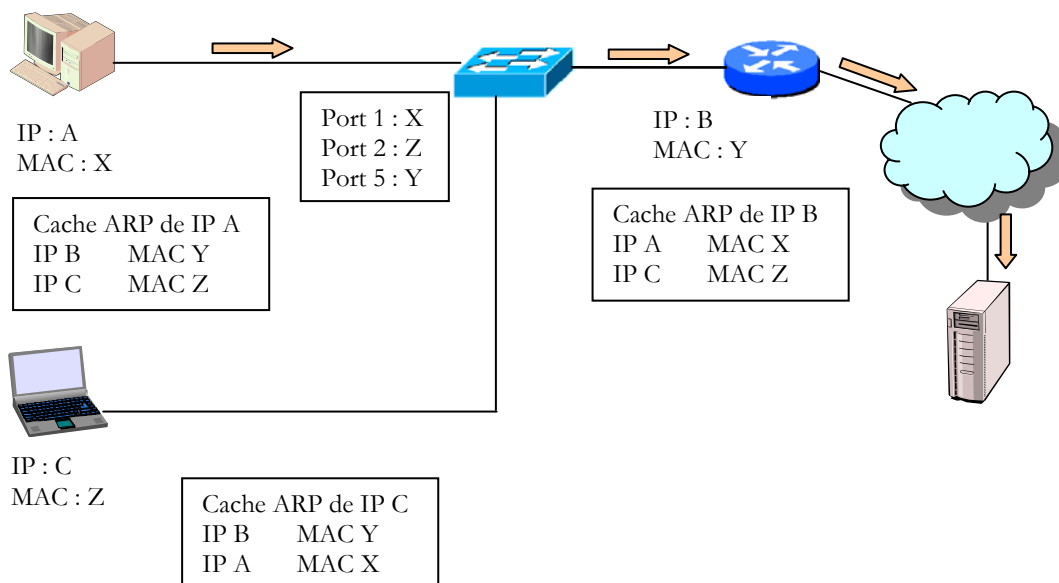 IP : A
MAC : X
Port 1 : X
Port 2 : Z
Port 5 : Y
IP : B
MAC : Y
Cache ARP de IP A
IP B MAC Y
IP C MAC Z
Cache ARP de IP B
IP A MAC X
IP C MAC Z
IP : C
MAC : Z
Cache ARP de IP C
IP B MAC Y
IP A MAC X